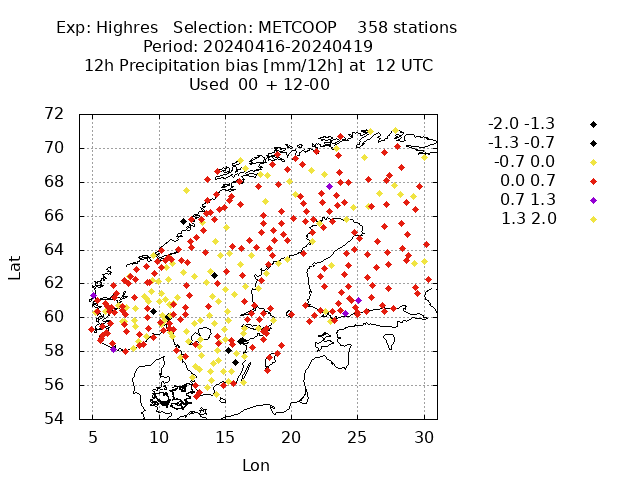 Exp: Highres   Selection: METCOOP    358 stations
Period: 20240416-20240419
12h Precipitation bias [mm/12h] at  12 UTC
Used  00 + 12-00
-2.0 -1.3
-1.3 -0.7
-0.7 0.0
0.0 0.7
0.7 1.3
1.3 2.0
72
70
68
66
64
62
60
58
56
54
Lat
5 10 15 20 25 30
Lon